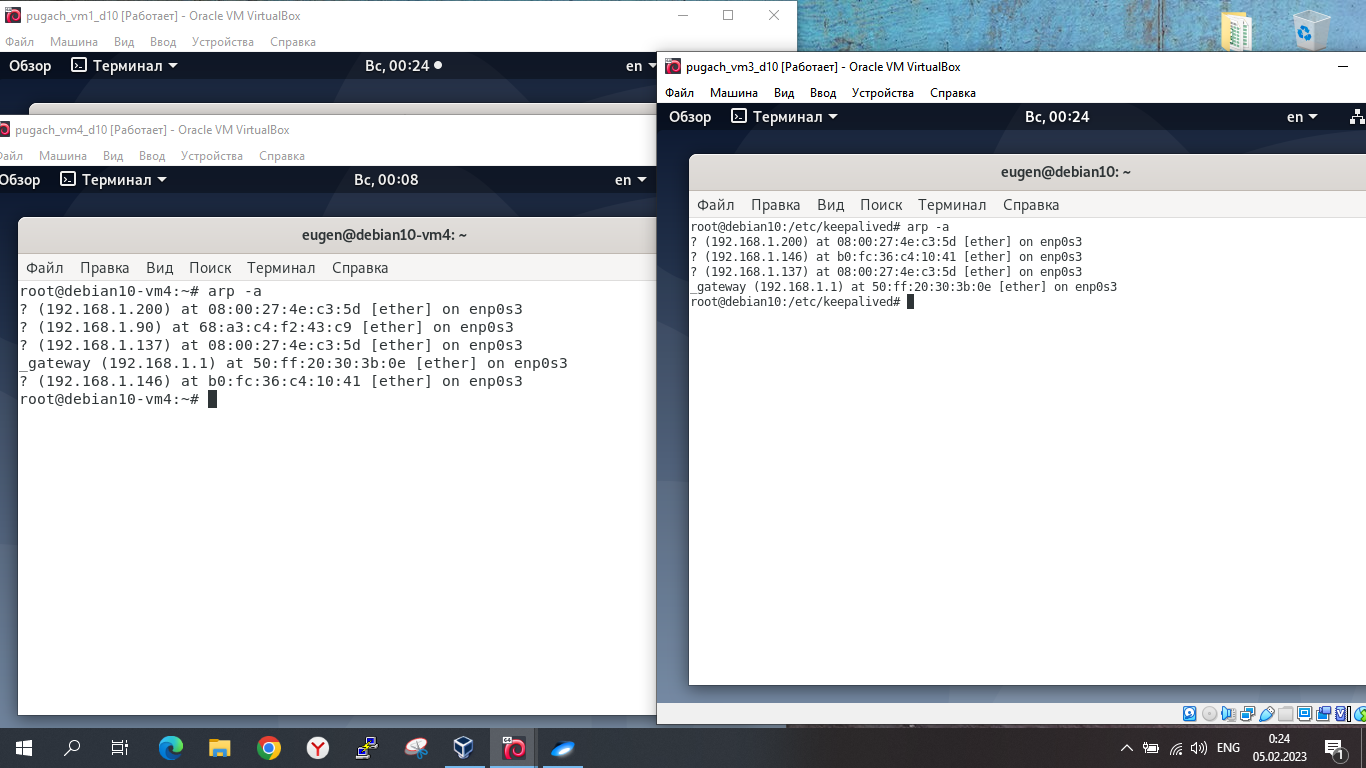 pugach_vm1_d10 [Работает] - Oracle VM VirtualBox
Файл Машина Вид Ввод Устройства Справка
Обзор Терминал Вс, 00:24 en
pugach_vm4_d10 [Работает] - Oracle VM VirtualBox
Файл Машина Вид Ввод Устройства Справка
Обзор Терминал Вс, 00:08 en
eugen@debian10-vm4: ~
Файл Правка Вид Поиск Терминал Справка
root@debian10-vm4:~# arp -a
? (192.168.1.200) at 08:00:27:4e:c3:5d [ether] on enp0s3
? (192.168.1.90) at 68:a3:c4:f2:43:c9 [ether] on enp0s3
? (192.168.1.137) at 08:00:27:4e:c3:5d [ether] on enp0s3
_gateway (192.168.1.1) at 50:ff:20:30:3b:0e [ether] on enp0s3
? (192.168.1.146) at b0:fc:36:c4:10:41 [ether] on enp0s3
root@debian10-vm4:~#
pugach_vm3_d10 [Работает] - Oracle VM VirtualBox
Файл Машина Вид Ввод Устройства Справка
Обзор Терминал Вс, 00:24 en
eugen@debian10: ~
Файл Правка Вид Поиск Терминал Справка
root@debian10:/etc/keepalived# arp -a
? (192.168.1.200) at 08:00:27:4e:c3:5d [ether] on enp0s3
? (192.168.1.146) at b0:fc:36:c4:10:41 [ether] on enp0s3
? (192.168.1.137) at 08:00:27:4e:c3:5d [ether] on enp0s3
_gateway (192.168.1.1) at 50:ff:20:30:3b:0e [ether] on enp0s3
root@debian10:/etc/keepalived#
ENG
0:24
05.02.2023
1